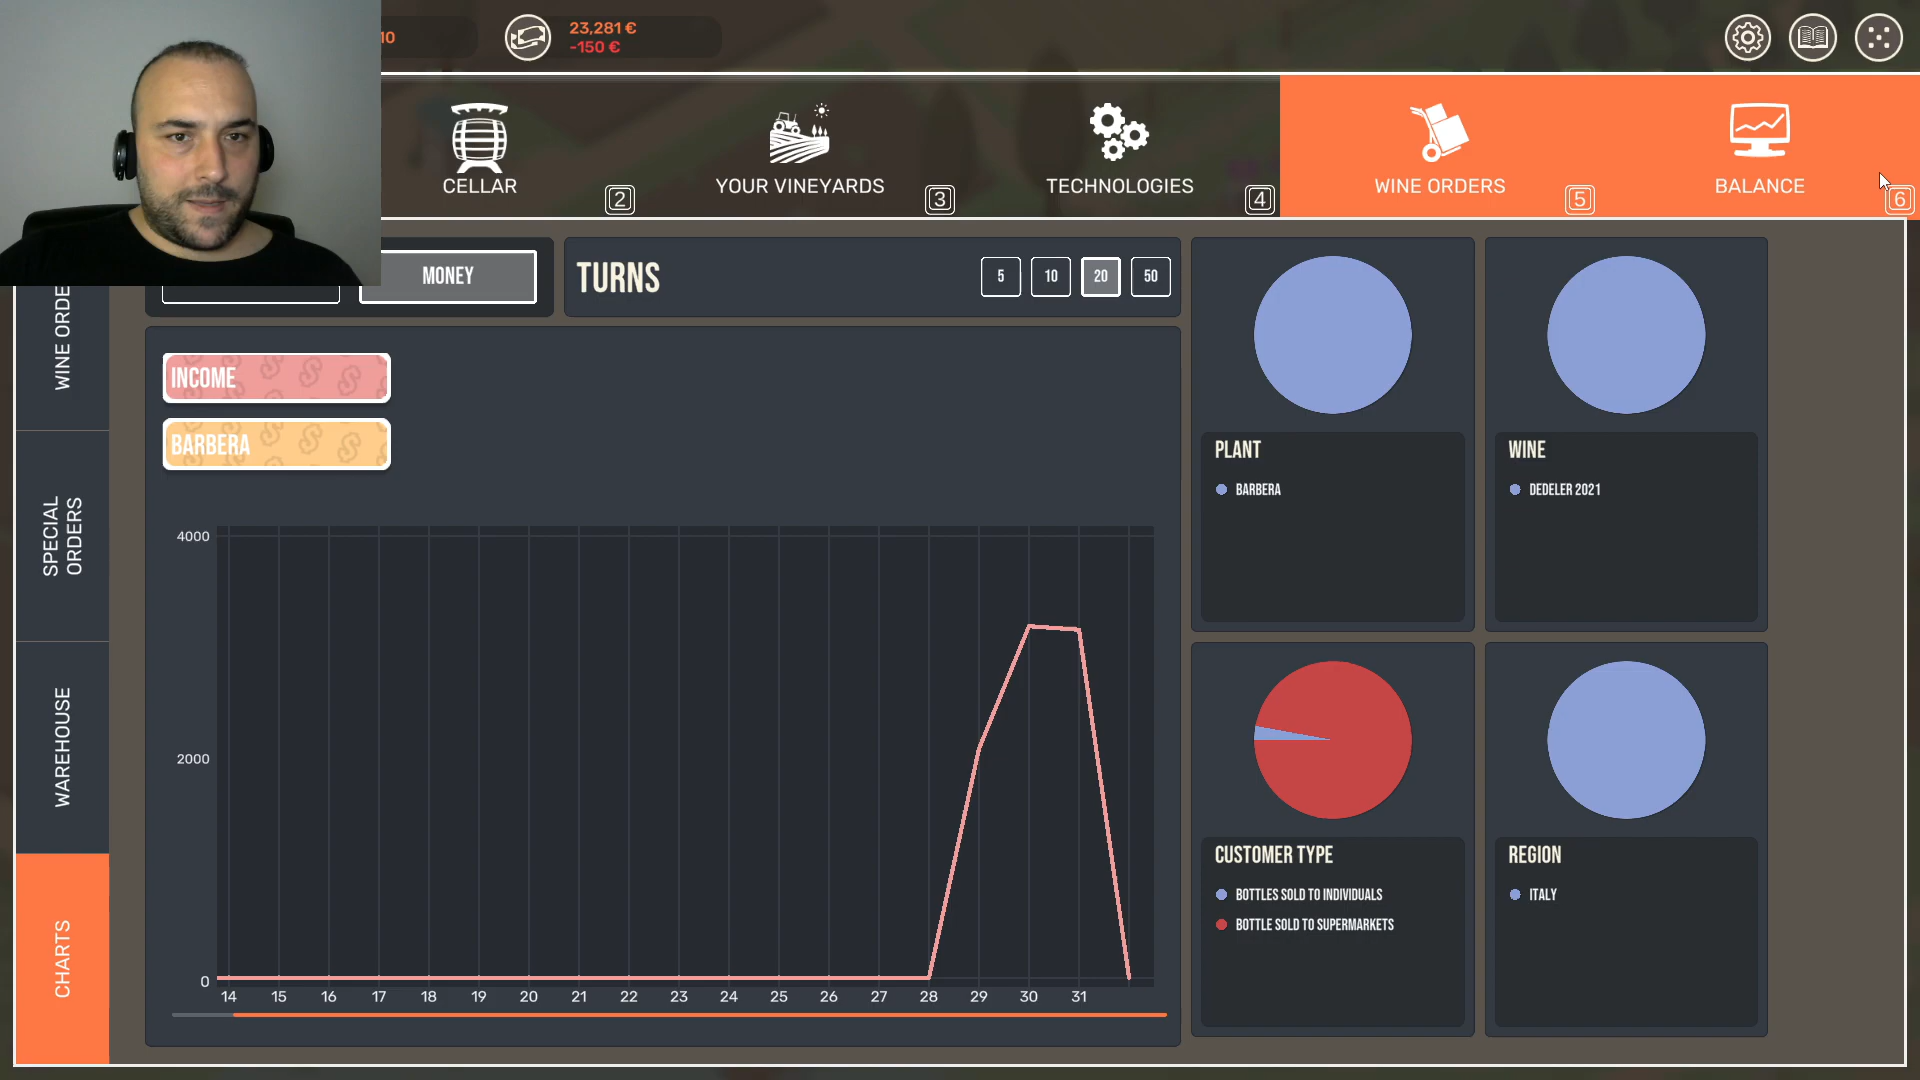 10
23,281 €
-150 €
CELLAR
2
YOUR VINEYARDS
3
TECHNOLOGIES
4
WINE ORDERS
5
BALANCE
6
MONEY
TURNS
5
10
20
50
WINE ORD
SPECIAL
ORDERS
WAREHOUSE
CHARTS
INCOME
BARBERA
4000
2000
0
14 15 16 17 18 19 20 21 22 23 24 25 26 27 28 29 30 31
PLANT
BARBERA
WINE
DEDELER 2021
CUSTOMER TYPE
BOTTLES SOLD TO INDIVIDUALS
BOTTLE SOLD TO SUPERMARKETS
REGION
ITALY